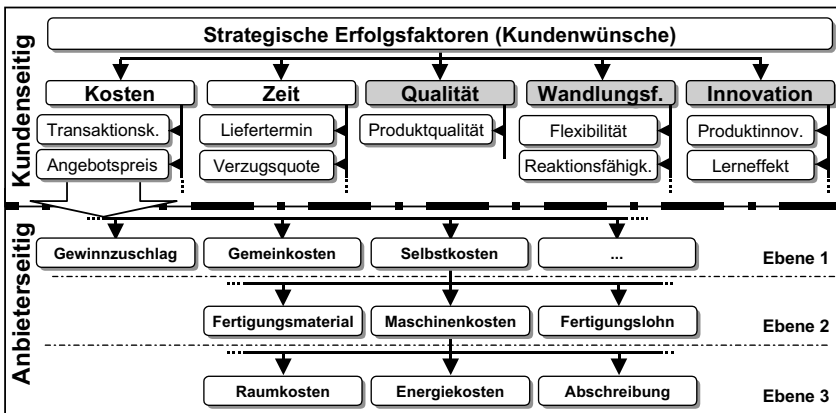 Kundenseitig
Strategische Erfolgsfaktoren (Kundenwünsche)
Kosten Zeit Qualität Wandlungsf. Innovation
Transaktionsk. Liefertermin Produktqualität Flexibilität Produktinnov.
Angebotspreis Verzugsquote Reaktionsfähigk. Lerneffekt
Anbieterseitig
Gewinnzuschlag Gemeinkosten Selbstkosten ... Ebene 1
Fertigungsmaterial Maschinenkosten Fertigungslohn Ebene 2
Raumkosten Energiekosten Abschreibung Ebene 3